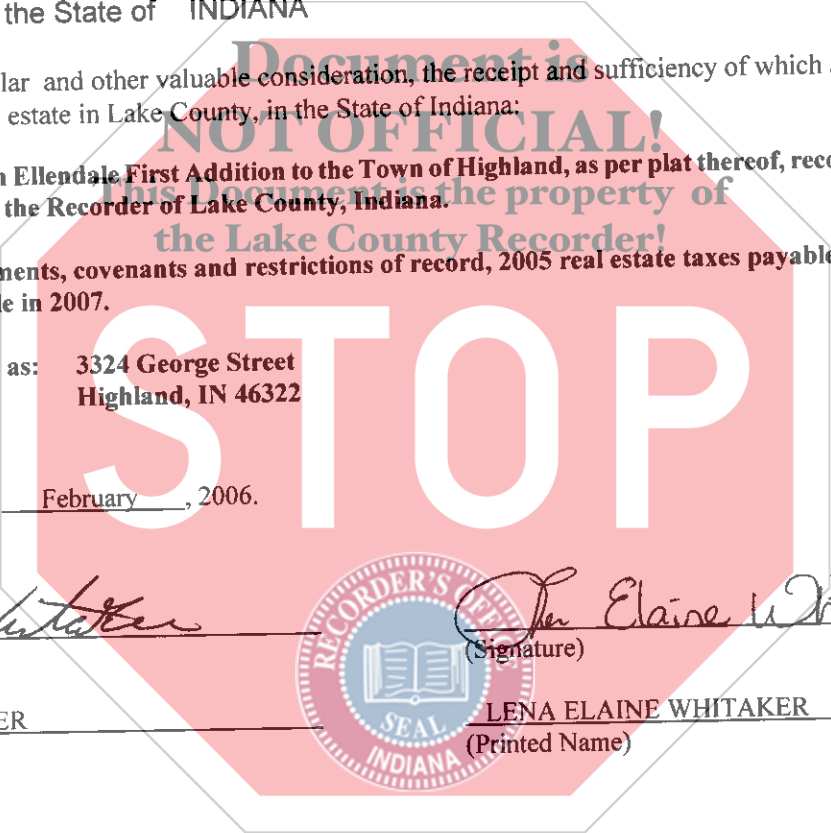 the State of INDIANA
Document is
lar and other valuable consideration, the receipt and sufficiency of which
estate in Lake County, in the State of Indiana:
NOT OFFICIAL!
Ellendale First Addition to the Town of Highland, as per plat thereof, reco
This Document is the property of
the Recorder of Lake County, Indiana.
the Lake County Recorder!
ments, covenants and restrictions of record, 2005 real estate taxes payable
e in 2007.
STOP
as: 3324 George Street
Highland, IN 46322
February, 2006.
RECORDER'S OFFICE
SEAL
INDIANA
Elaine
(Signature)
ER
LENA ELAINE WHITAKER
(Printed Name)